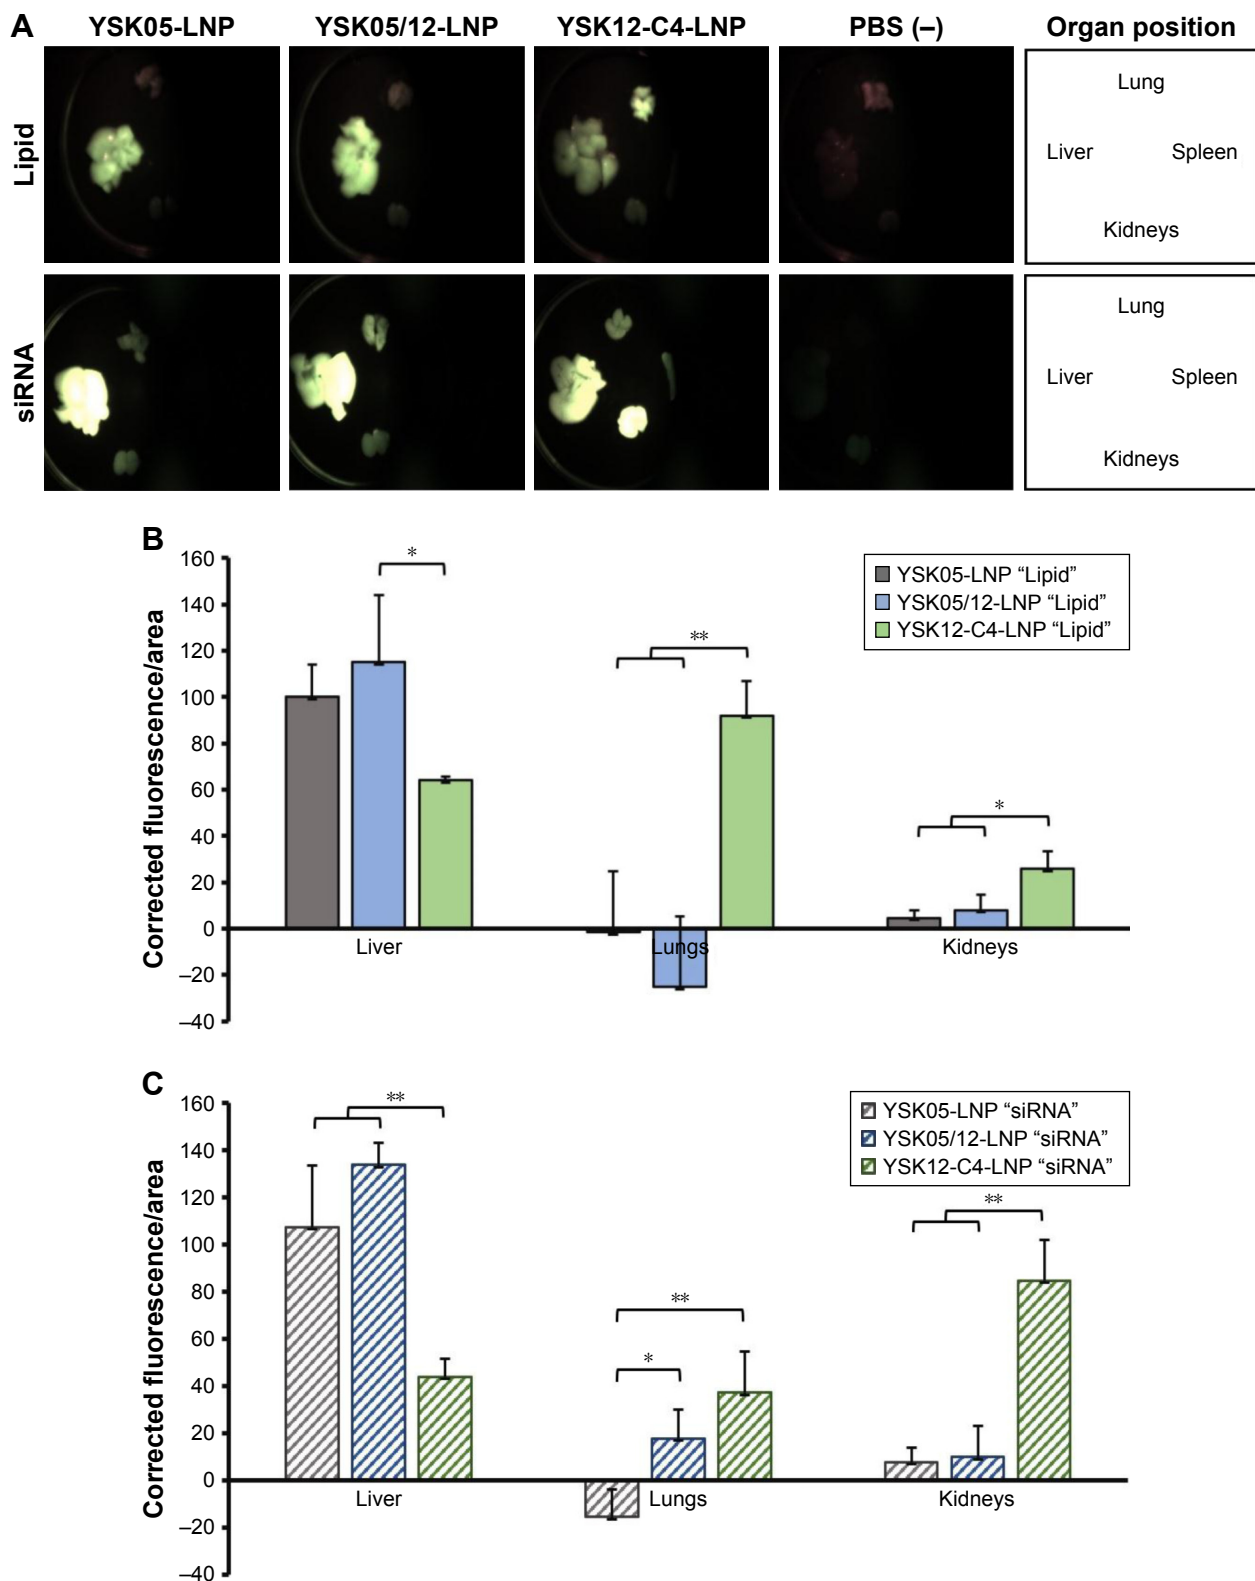 A
YSK05-LNP YSK05/12-LNP YSK12-C4-LNP PBS (–) Organ position
Lipid
Lung
Liver Spleen
Kidneys
siRNA
Lung
Liver Spleen
Kidneys
B
Corrected fluorescence/area
160
140
120
100
80
60
40
20
0
–20
–40
*
**
*
YSK05-LNP “Lipid”
YSK05/12-LNP “Lipid”
YSK12-C4-LNP “Lipid”
Liver Lungs Kidneys
C
Corrected fluorescence/area
160
140
120
100
80
60
40
20
0
–20
–40
**
*
**
**
YSK05-LNP “siRNA”
YSK05/12-LNP “siRNA”
YSK12-C4-LNP “siRNA”
Liver Lungs Kidneys